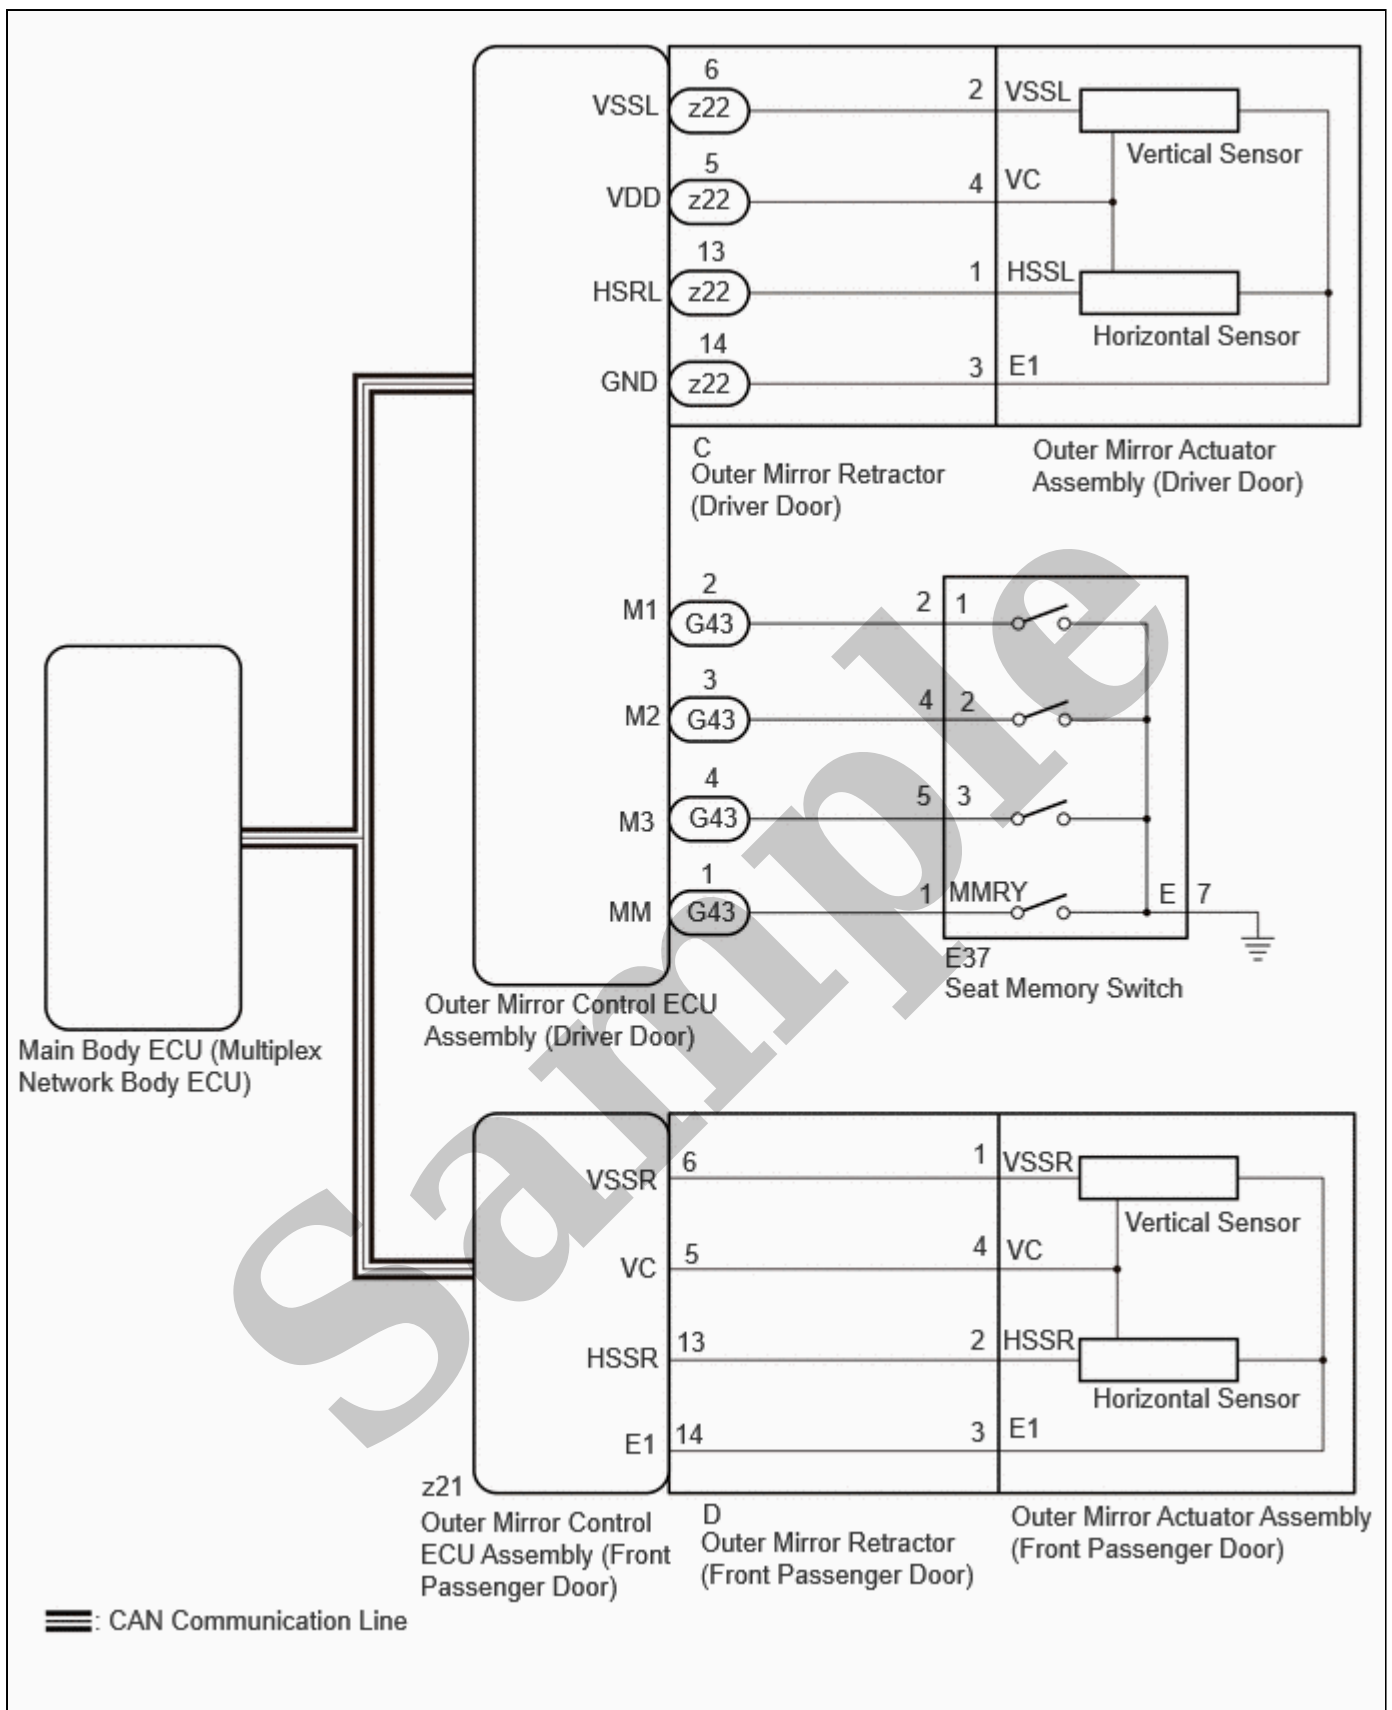 6
VSSL z22 2 VSSL
Vertical Sensor
5
VDD z22 4 VC
13
HSRL z22 1 HSSL
Horizontal Sensor
14
GND z22 3 E1
C
Outer Mirror Retractor
(Driver Door)
Outer Mirror Actuator
Assembly (Driver Door)
2
M1 G43 2 1
3
M2 G43 4 2
4
M3 G43 5 3
1
MM G43 1 MMRY E 7
E37
Seat Memory Switch
Outer Mirror Control ECU
Assembly (Driver Door)
Main Body ECU (Multiplex
Network Body ECU)
Sample
VSSR 6 1 VSSR
Vertical Sensor
VC 5 4 VC
HSSR 13 2 HSSR
Horizontal Sensor
E1 14 3 E1
z21
Outer Mirror Control
ECU Assembly (Front
Passenger Door)
D
Outer Mirror Retractor
(Front Passenger Door)
Outer Mirror Actuator Assembly
(Front Passenger Door)
: CAN Communication Line